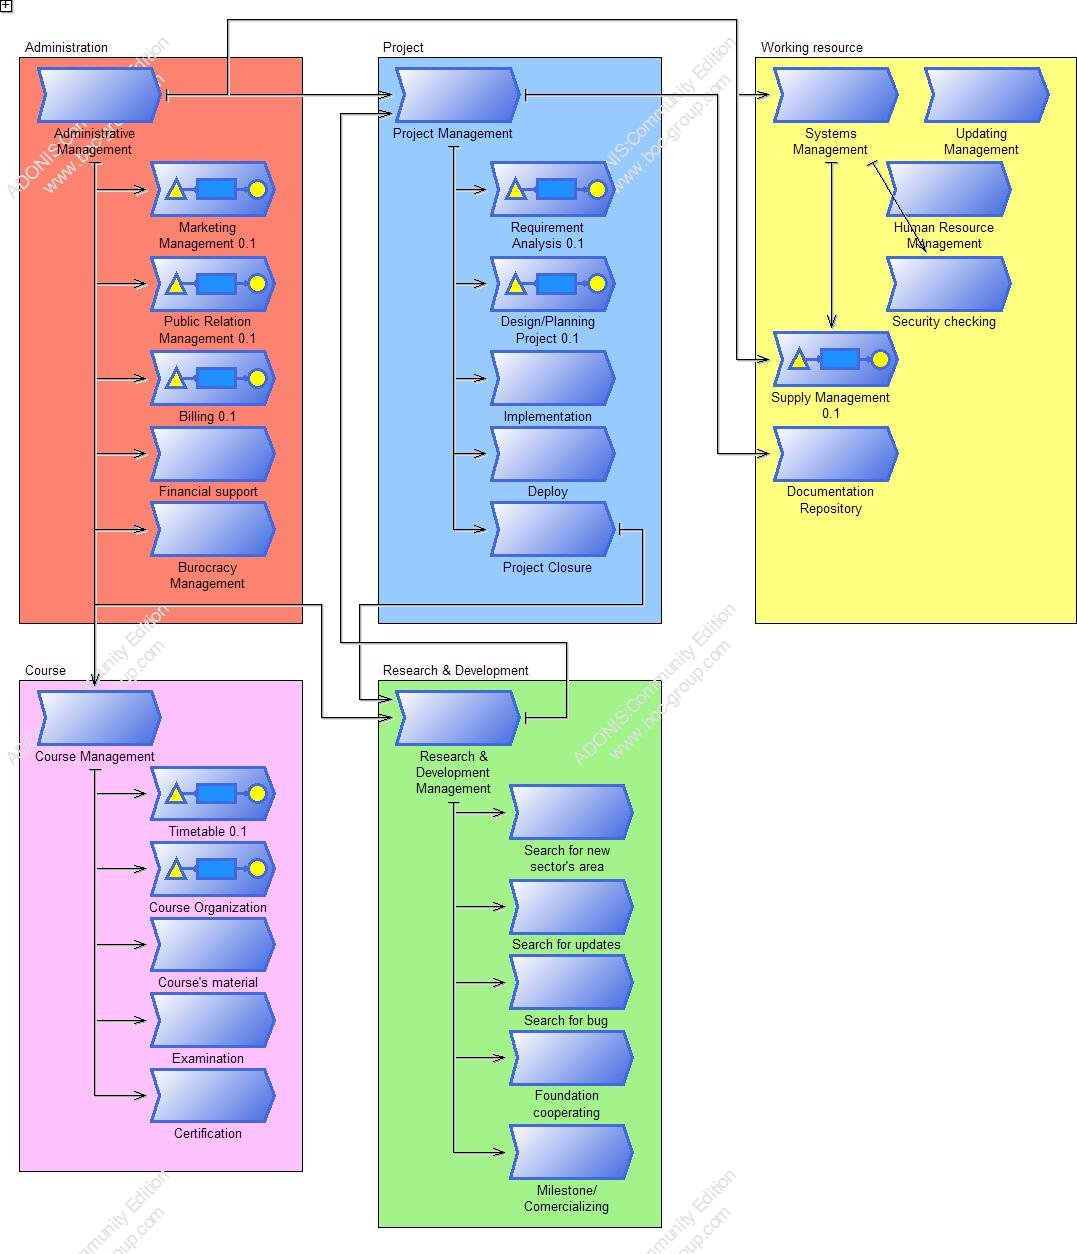 Administration
Administrative
Management
Marketing
Management 0.1
Public Relation
Management 0.1
Billing 0.1
Financial support
Burocracy
Management
Project
Project Management
Requirement
Analysis 0.1
Design/Planning
Project 0.1
Implementation
Deploy
Project Closure
Working resource
Systems
Management
Updating
Management
Human Resource
Management
Security checking
Supply Management
0.1
Documentation
Repository
Course
Course Management
Timetable 0.1
Course Organization
Course's material
Examination
Certification
Research & Development
Research &
Development
Management
Search for new
sector's area
Search for updates
Search for bug
Foundation
cooperating
Milestone/
Comercializing
ADONIS:Community Edition
www.boc-group.com